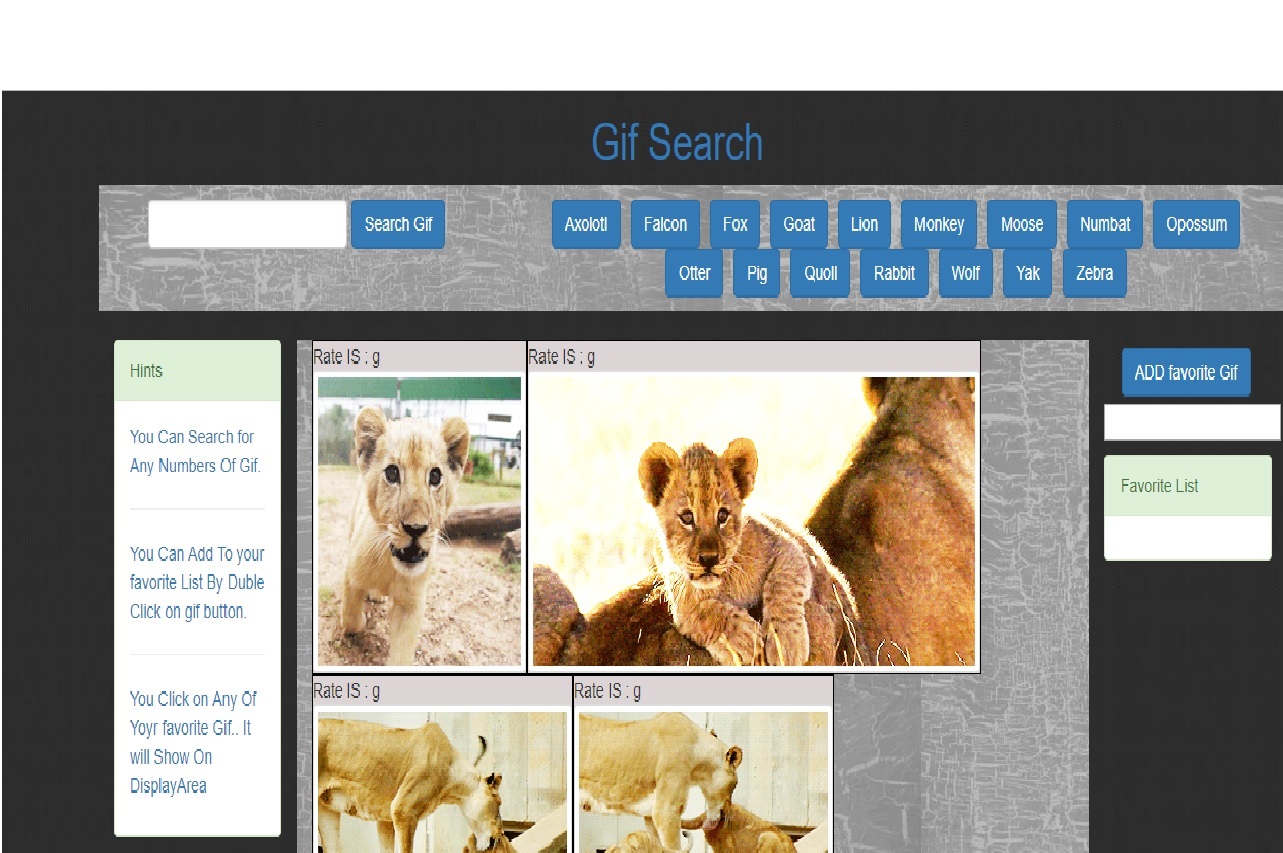 Gif Search
Search Gif
Axolotl Falcon Fox Goat Lion Monkey Moose Numbat Opossum
Otter Pig Quoll Rabbit Wolf Yak Zebra
Hints
You Can Search for
Any Numbers Of Gif.
You Can Add To your
favorite List By Duble
Click on gif button.
You Click on Any Of
Yoyr favorite Gif.. It
will Show On
DisplayArea
Rate IS : g
Rate IS : g
Rate IS : g
Rate IS : g
ADD favorite Gif
Favorite List